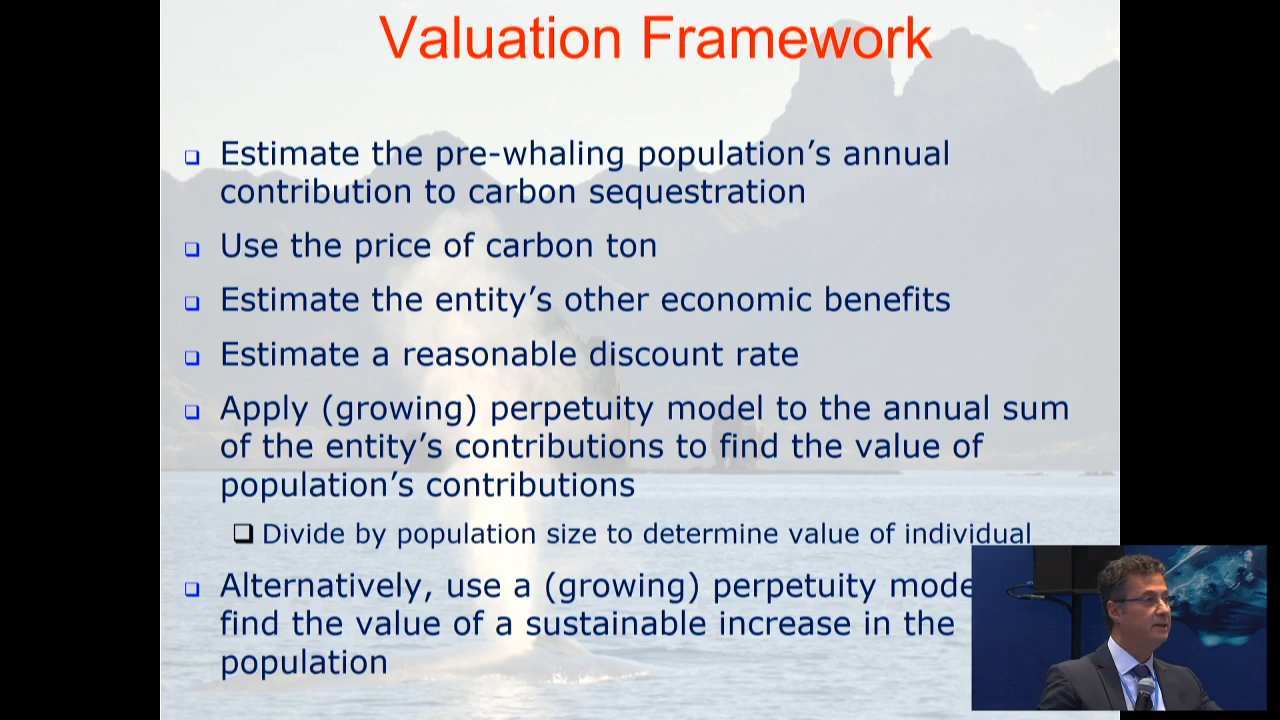 Valuation Framework
Estimate the pre-whaling population's annual
contribution to carbon sequestration
Use the price of carbon ton
Estimate the entity's other economic benefits
Estimate a reasonable discount rate
Apply (growing) perpetuity model to the annual sum
of the entity's contributions to find the value of
population's contributions
Divide by population size to determine value of individual
Alternatively, use a (growing) perpetuity
find the value of a sustainable increase in the
population